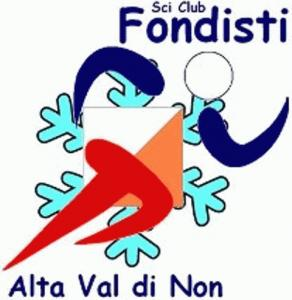 Sci Club
Fondisti
Alta Val di Non